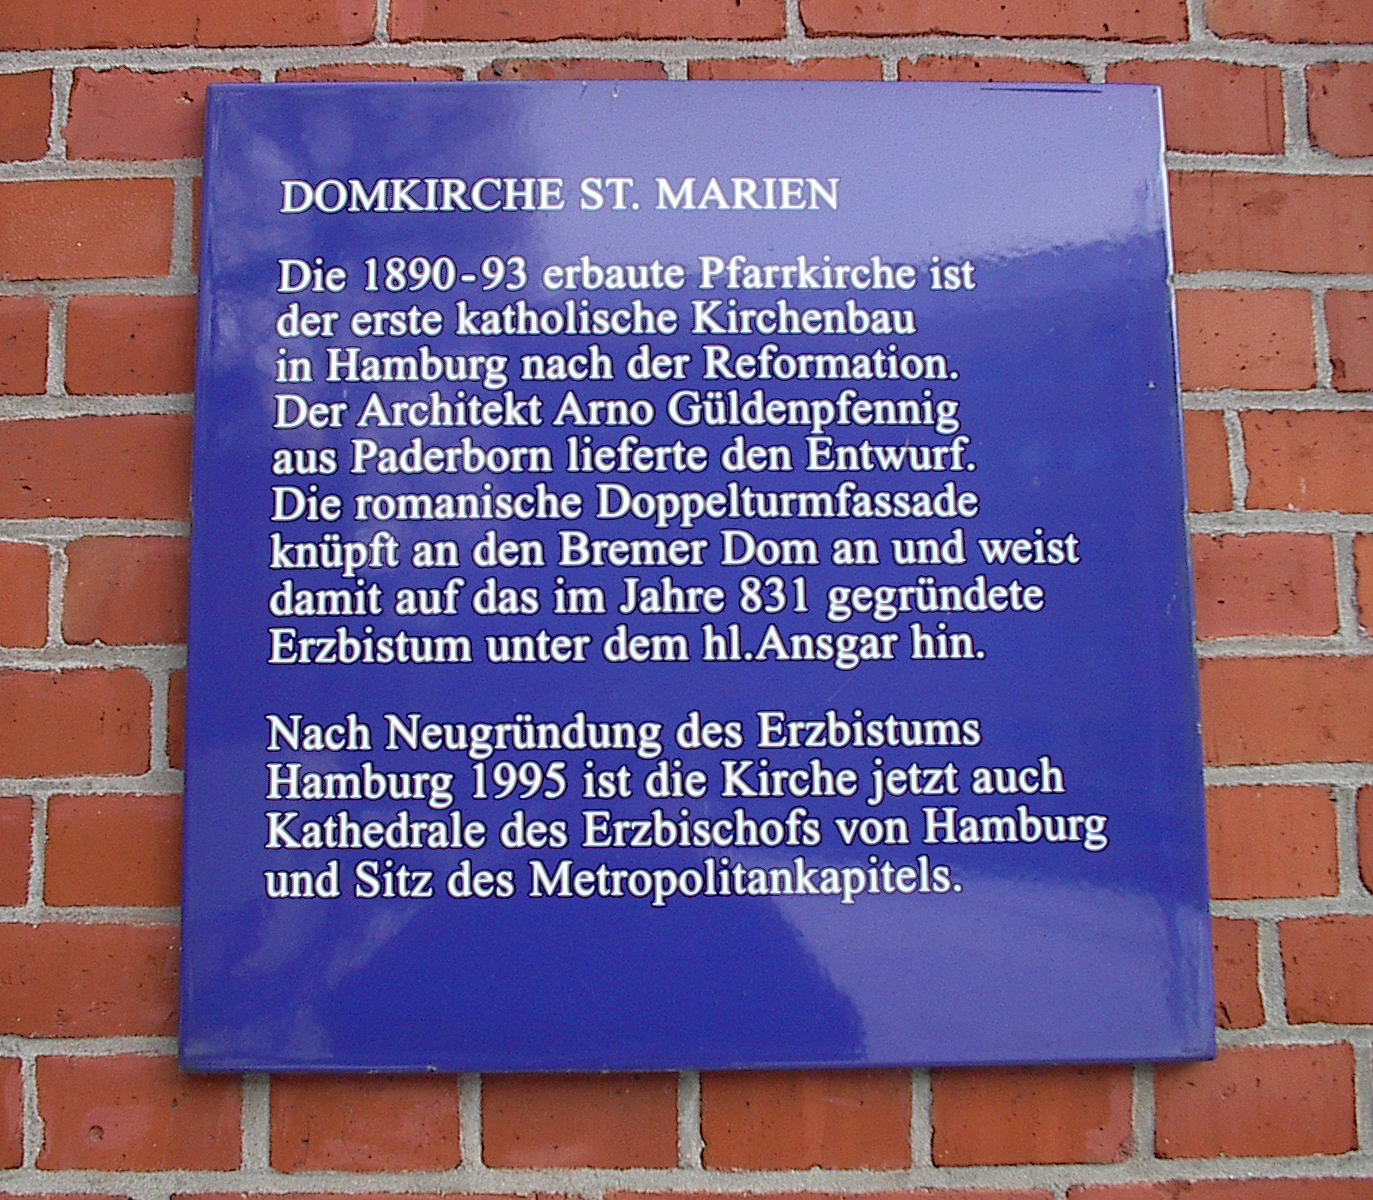 DOMKIRCHE ST. MARIEN
Die 1890-93 erbaute Pfarrkirche ist
der erste katholische Kirchenbau
in Hamburg nach der Reformation.
Der Architekt Arno Güldenpfennig
aus Paderborn lieferte den Entwurf.
Die romanische Doppelturmfassade
knüpft an den Bremer Dom an und weist
damit auf das im Jahre 831 gegründete
Erzbistum unter dem hl.Ansgar hin.
Nach Neugründung des Erzbistums
Hamburg 1995 ist die Kirche jetzt auch
Kathedrale des Erzbischofs von Hamburg
und Sitz des Metropolitankapitels.